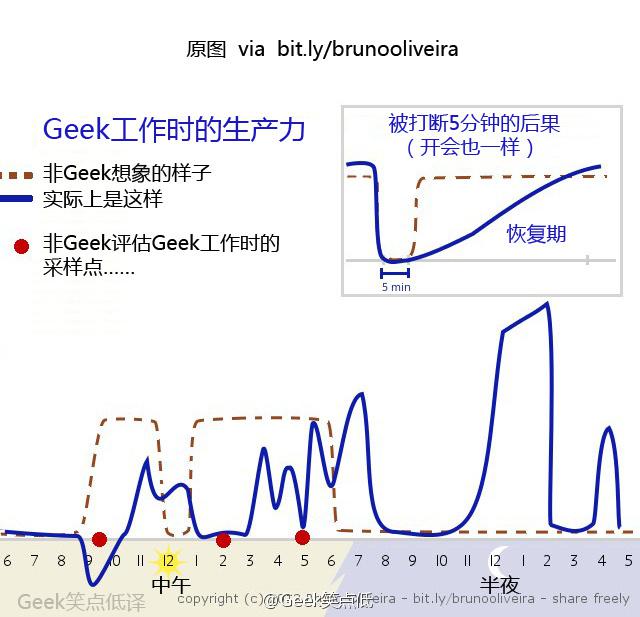 原图 via bit.ly/brunooliveira
Geek工作时的生产力
非Geek想象的样子
实际上是这样
非Geek评估Geek工作时的
采样点……
被打断5分钟的后果
（开会也一样）
恢复期
5 min
6 7 8 9 10 11 12 1 2 3 4 5 6 7 8 9 10 11 12 1 2 3 4 5
中午 半夜
Geek笑点低译
copyright (c)
@Geek笑点低
- bit.ly/brunooliveira - share freely